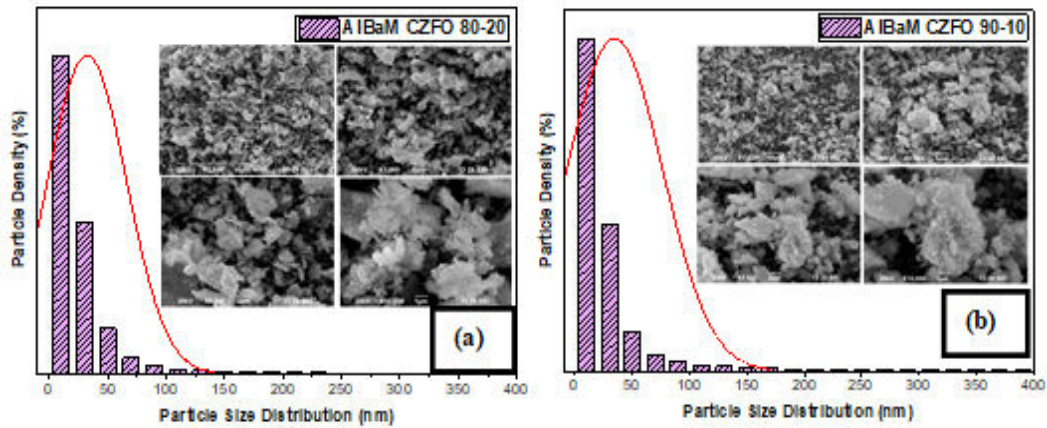 AlBaM CZFO 80-20
Particle Density (%)
(a)
0 50 100 150 200 250 300 350 400
Particle Size Distribution (nm)
AlBaM CZFO 90-10
Particle Density (%)
(b)
0 50 100 150 200 250 300 350 400
Particle Size Distribution (nm)